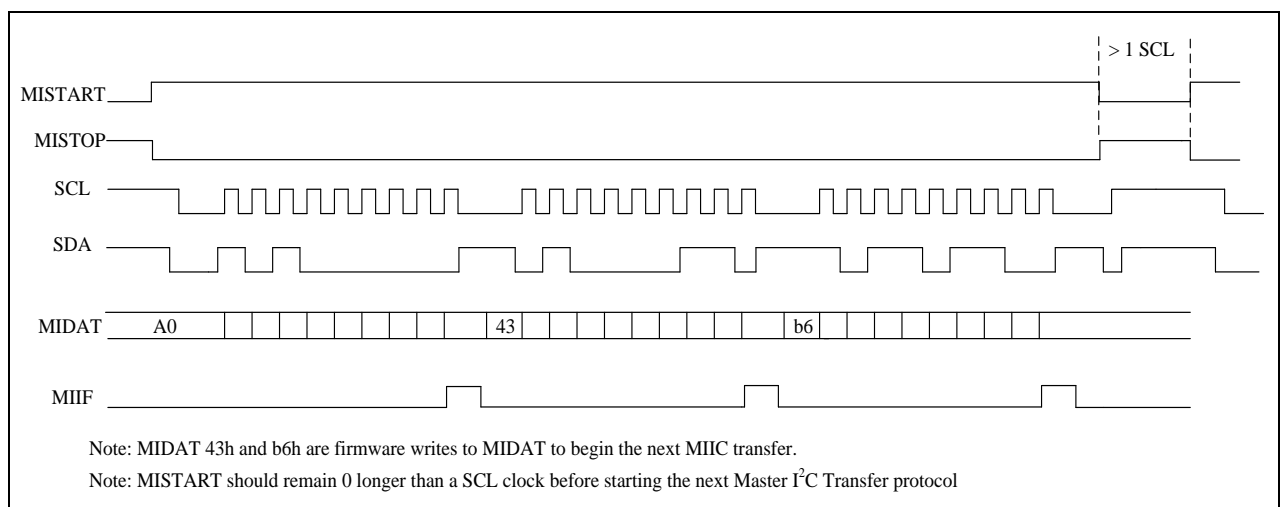 > 1 SCL
MISTART
MISTOP
SCL
SDA
MIDAT A0 43 b6
MIIF
Note: MIDAT 43h and b6h are firmware writes to MIDAT to begin the next MIIC transfer.
Note: MISTART should remain 0 longer than a SCL clock before starting the next Master I²C Transfer protocol